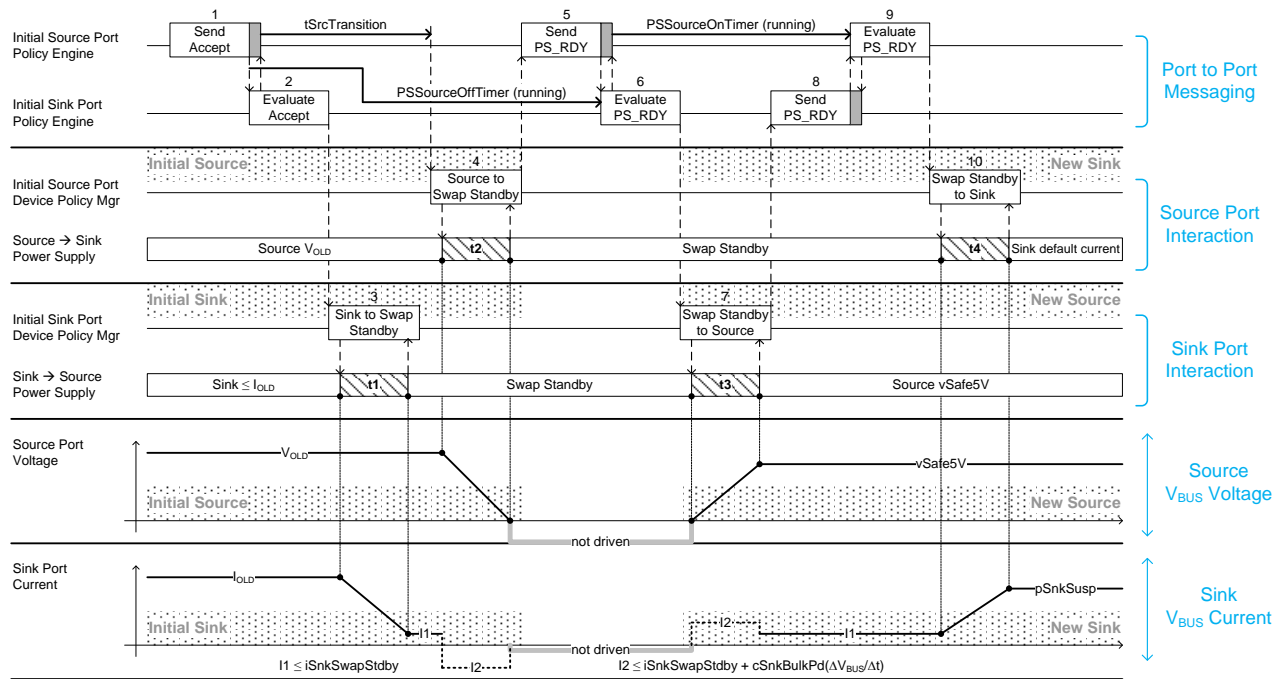 1
Send
Accept
tSrcTransition
5
Send
PS_RDY
PSSourceOnTimer (running)
9
Evaluate
PS_RDY
Initial Source Port
Policy Engine
2
Evaluate
Accept
PSSourceOffTimer (running)
6
Evaluate
PS_RDY
8
Send
PS_RDY
Initial Sink Port
Policy Engine
Port to Port
Messaging
Initial Source
New Sink
4
Source to
Swap Standby
10
Swap Standby
to Sink
Initial Source Port
Device Policy Mgr
Source → Sink
Power Supply
Source VOLD
t2
Swap Standby
t4
Sink default current
Source Port
Interaction
Initial Sink
New Source
3
Sink to Swap
Standby
7
Swap Standby
to Source
Initial Sink Port
Device Policy Mgr
Sink → Source
Power Supply
Sink ≤ IOLD
t1
Swap Standby
t3
Source vSafe5V
Sink Port
Interaction
Source Port
Voltage
VOLD
vSafe5V
Initial Source
New Source
not driven
Source
VBUS Voltage
Sink Port
Current
IOLD
pSnkSusp
Initial Sink
I1
I2
not driven
I2
I1
New Sink
I1 ≤ iSnkSwapStdby
I2 ≤ iSnkSwapStdby + cSnkBulkPd(ΔVBUS/Δt)
Sink
VBUS Current